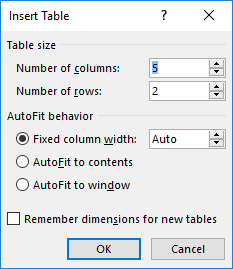 Insert Table
Table size
Number of columns: 5
Number of rows: 2
AutoFit behavior
Fixed column width: Auto
AutoFit to contents
AutoFit to window
Remember dimensions for new tables
OK Cancel